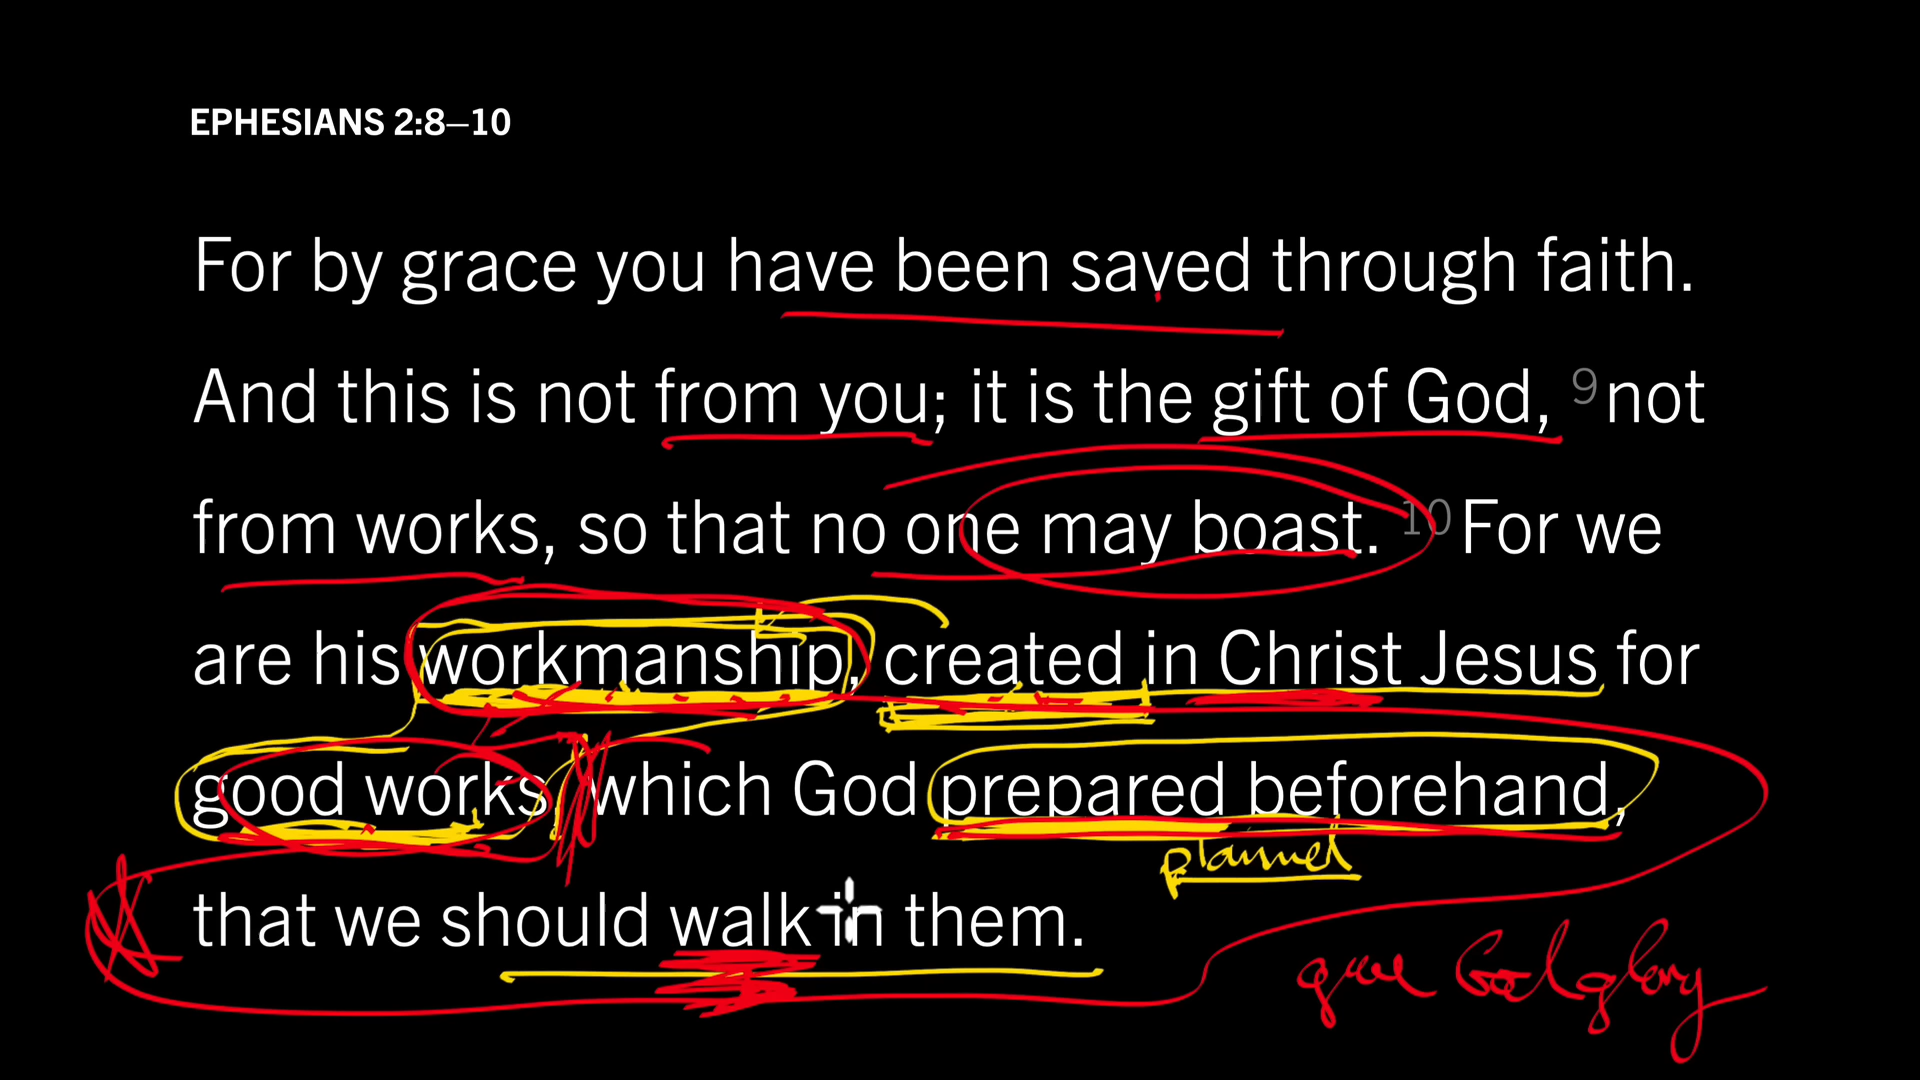 EPHESIANS 2:8–10
For by grace you have been saved through faith.
And this is not from you; it is the gift of God, 9 not
from works, so that no one may boast. 10 For we
are his workmanship, created in Christ Jesus for
good works, which God prepared beforehand,
planned
that we should walk in them.
give God glory